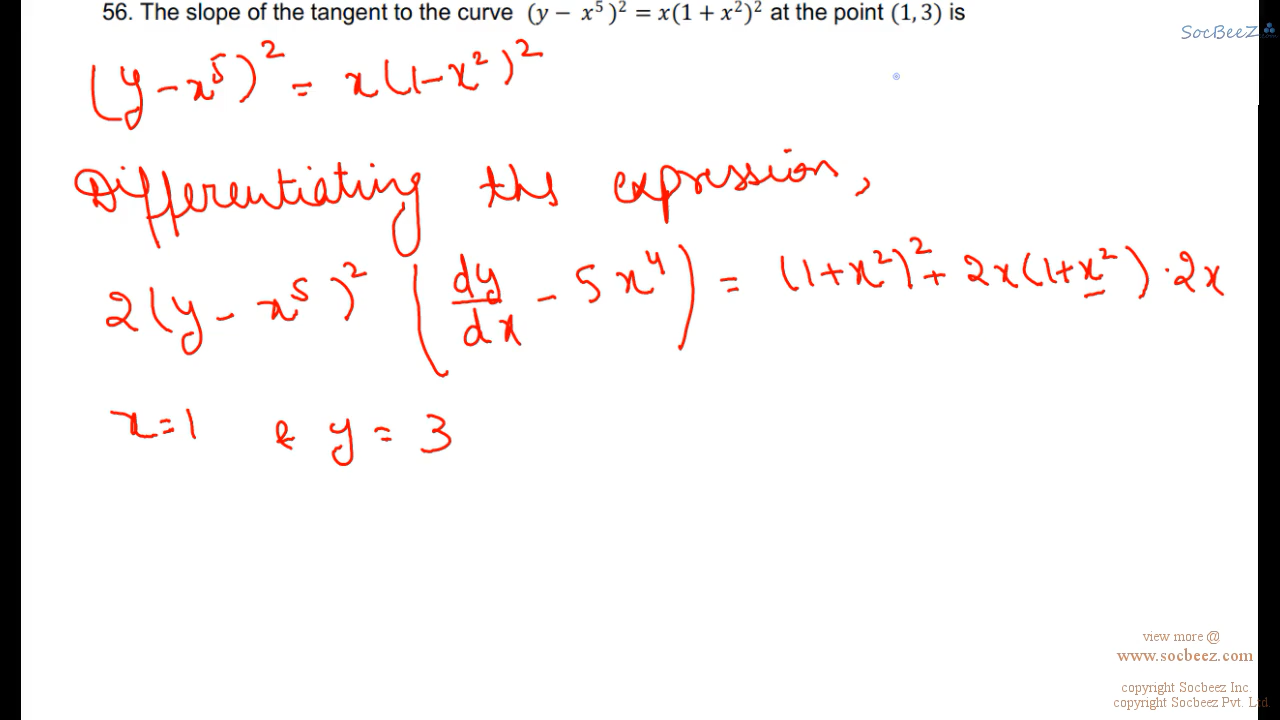 56. The slope of the tangent to the curve (y − x⁵)² = x(1 + x²)² at the point (1, 3) is
SocBeeZ
(y − x⁵)² = x(1 − x²)²
Differentiating ths expression,
2(y − x⁵)² (dy/dx − 5x⁴) = (1+x²)² + 2x(1+x²)·2x
x=1 & y = 3
view more @
www.socbeez.com
copyright Socbeez Inc
copyright Socbeez Pvt. Ltd.